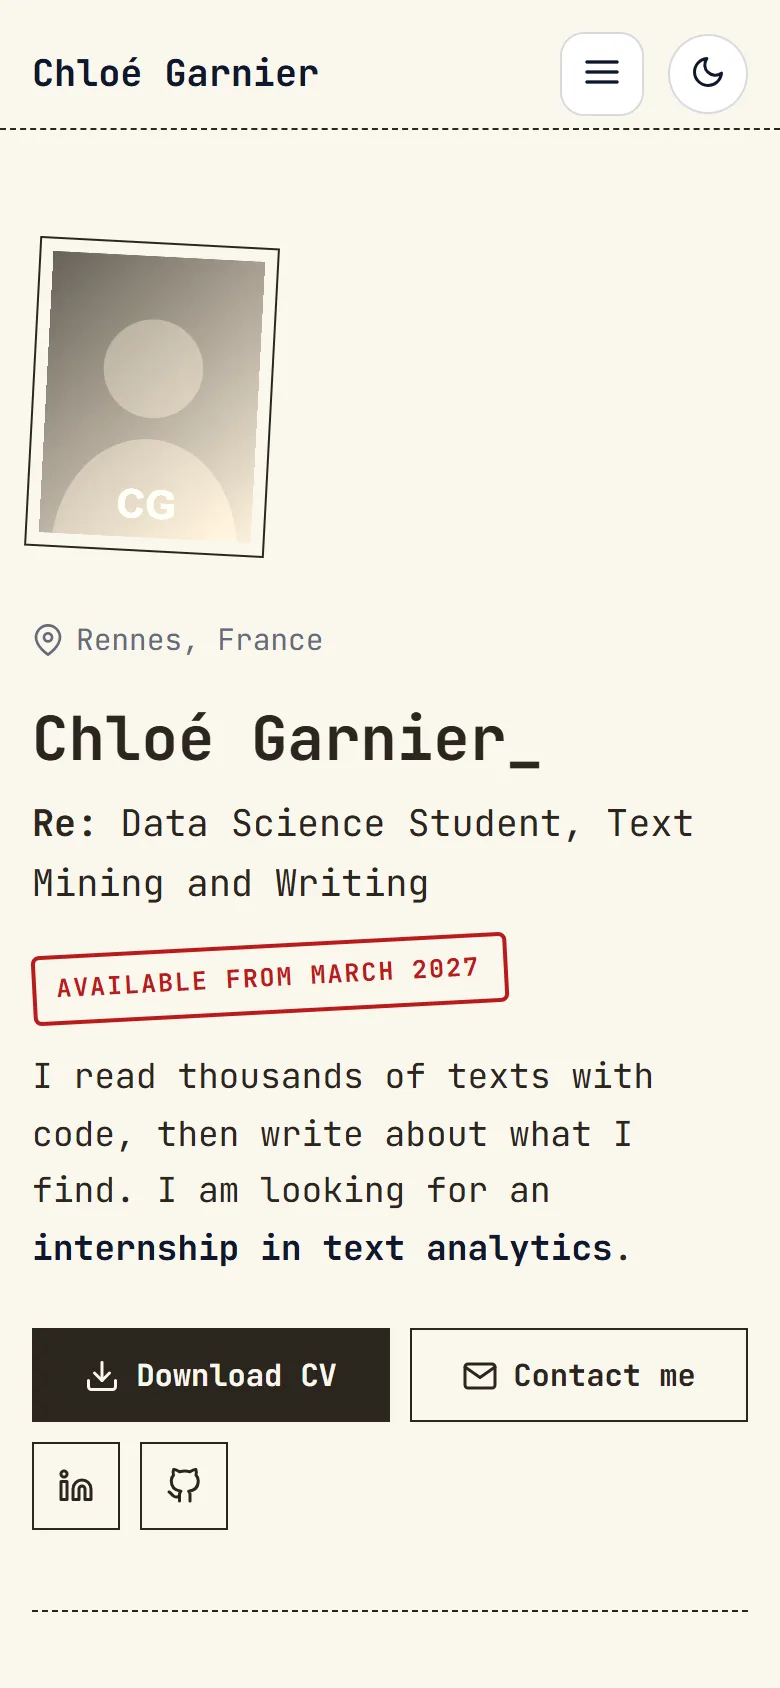 Chloé Garnier
CG
Rennes, France
Chloé Garnier_
Re: Data Science Student, Text
Mining and Writing
AVAILABLE FROM MARCH 2027
I read thousands of texts with
code, then write about what I
find. I am looking for an
internship in text analytics.
Download CV
Contact me
in